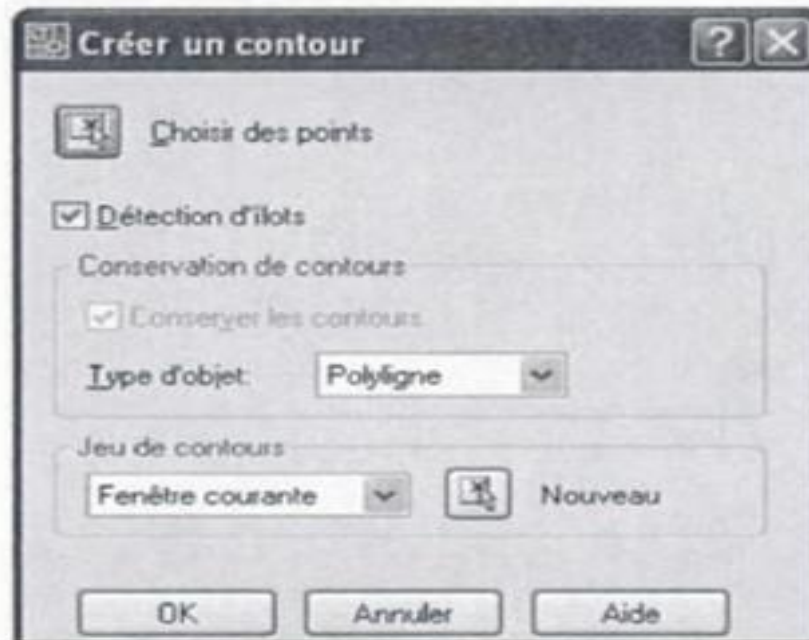 Créer un contour
Choisir des points
Détection d'îlots
Conservation de contours
Conserver les contours
Type d'objet: Polyligne
Jeu de contours
Fenêtre courante Nouveau
OK Annuler Aide